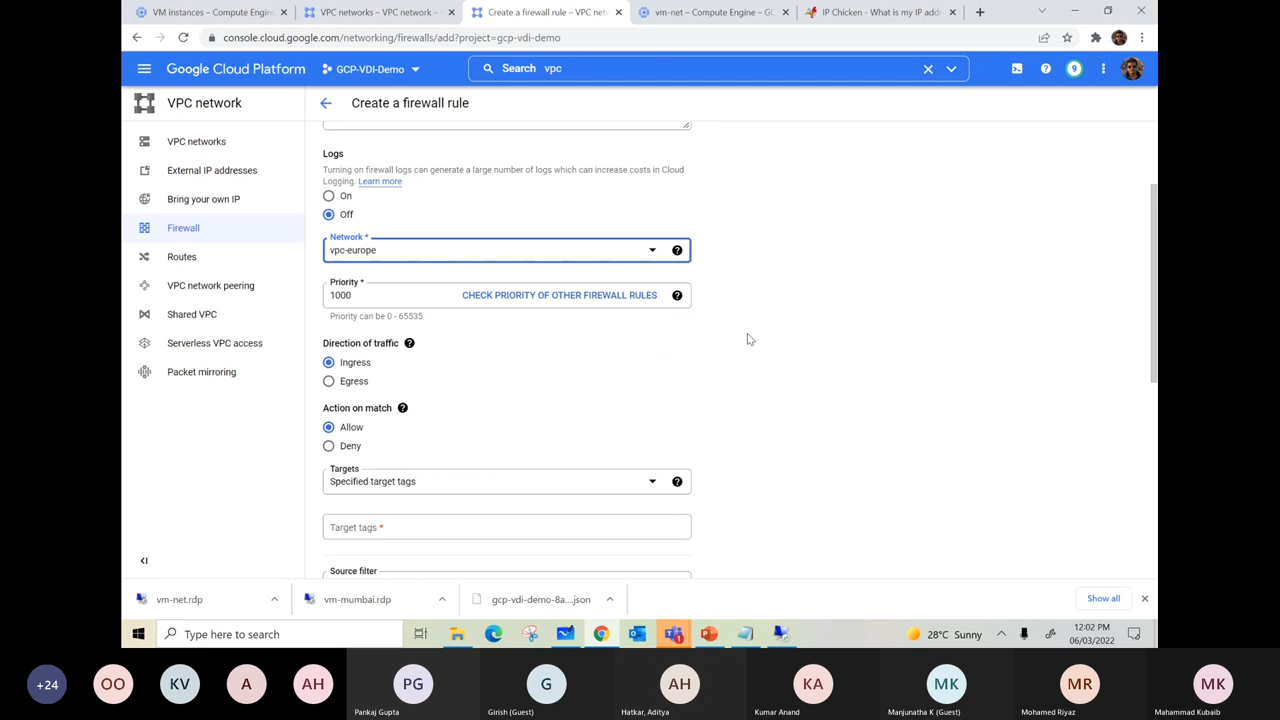 VM instances – Compute Engin
VPC networks – VPC network –
Create a firewall rule – VPC net
vm-net – Compute Engine – GC
IP Chicken - What is my IP add
console.cloud.google.com/networking/firewalls/add?project=gcp-vdi-demo
Google Cloud Platform
GCP-VDI-Demo
Search vpc
9
VPC network
Create a firewall rule
VPC networks
External IP addresses
Bring your own IP
Firewall
Routes
VPC network peering
Shared VPC
Serverless VPC access
Packet mirroring
Logs
Turning on firewall logs can generate a large number of logs which can increase costs in Cloud
Logging. Learn more
On
Off
Network *
vpc-europe
Priority *
1000
CHECK PRIORITY OF OTHER FIREWALL RULES
Priority can be 0 - 65535
Direction of traffic
Ingress
Egress
Action on match
Allow
Deny
Targets
Specified target tags
Target tags *
Source filter
vm-net.rdp
vm-mumbai.rdp
gcp-vdi-demo-8a....json
Show all
Type here to search
1
28°C Sunny
12:02 PM
06/03/2022
+24
OO
KV
A
AH
PG
G
AH
KA
MK
MR
MK
Pankaj Gupta
Girish (Guest)
Hatkar, Aditya
Kumar Anand
Manjunatha K (Guest)
Mohamed Riyaz
Mahammad Kubaib